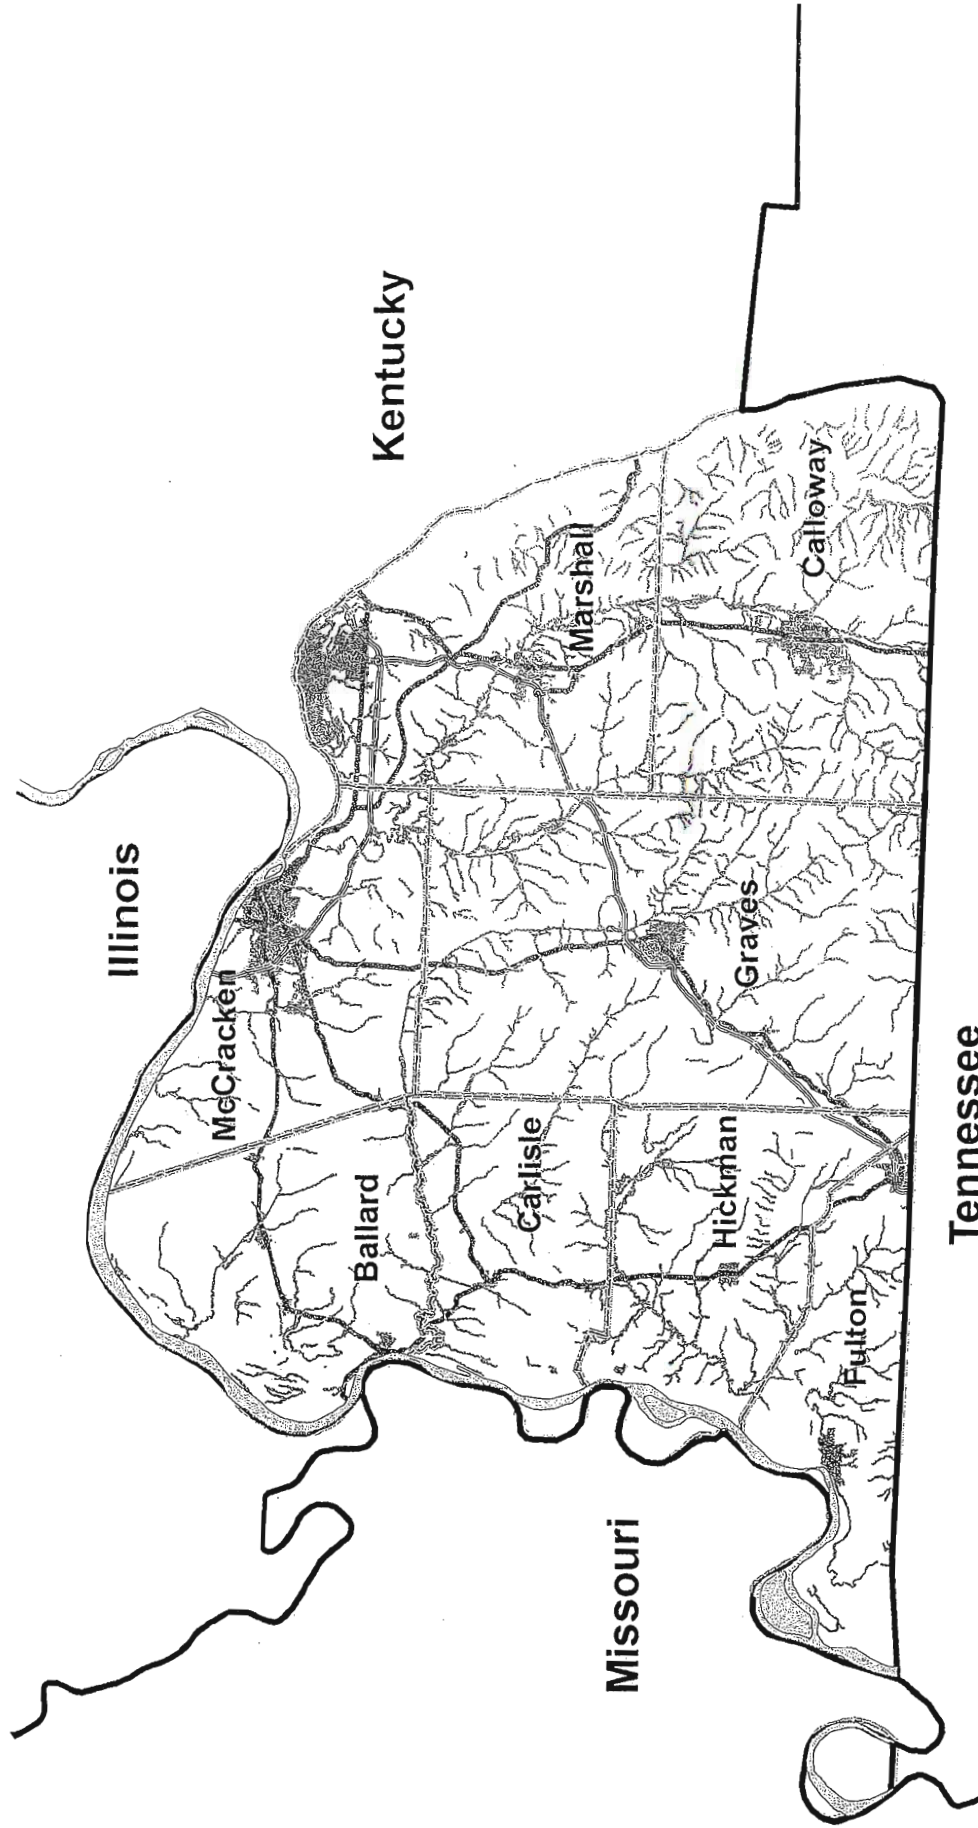 Illinois
Kentucky
McCracken
Ballard
Marshall
Carlisle
Graves
Hickman
Calloway
Fulton
Missouri
Tennessee